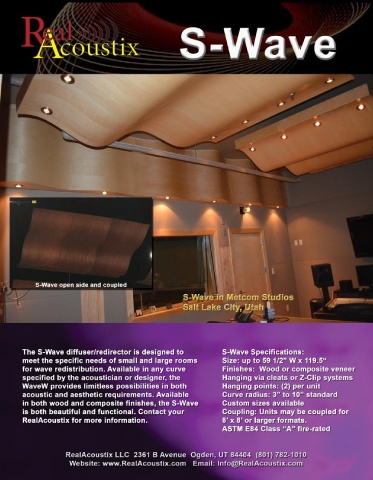 Real Acoustix
S-Wave
S-Wave open side and coupled
S-Wave in Metcom Studios
Salt Lake City, Utah
The S-Wave diffuser/redirector is designed to
meet the specific needs of small and large rooms
for wave redistribution. Available in any curve
specified by the acoustician or designer, the
WaveW provides limitless possibilities in both
acoustic and aesthetic requirements. Available
in both wood and composite finishes, the S-Wave
is both beautiful and functional. Contact your
RealAcoustix for more information.
S-Wave Specifications:
Size: up to 59 1/2" W x 119.5"
Finishes: Wood or composite veneer
Hanging via cleats or Z-Clip systems
Hanging points: (2) per unit
Curve radius: 3" to 10" standard
Custom sizes available
Coupling: Units may be coupled for
8' x 8' or larger formats.
ASTM E84 Class "A" fire-rated
RealAcoustix LLC 2361 B Avenue Ogden, UT 84404 (801) 782-1010
Website: www.RealAcoustix.com Email: Info@RealAcoustix.com